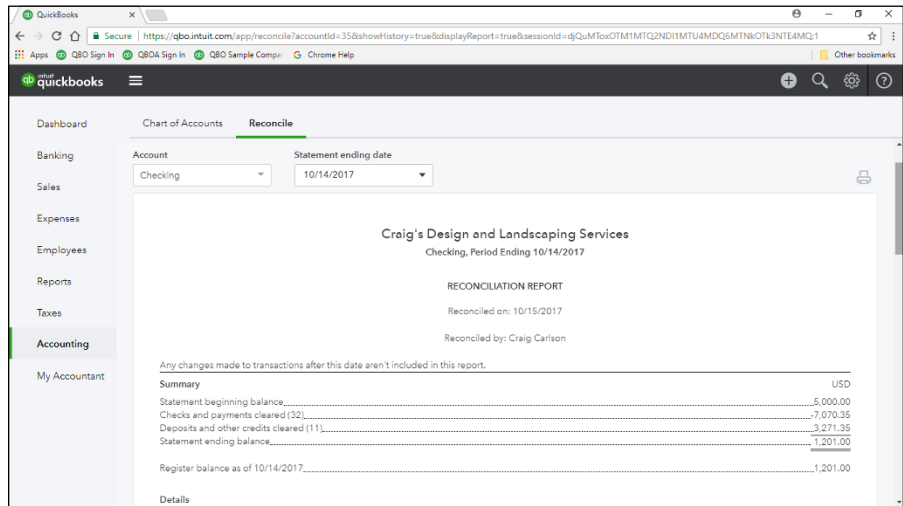 QuickBooks
Secure https://qbo.intuit.com/app/reconcile?accountId=35&showHistory=true&displayReport=true&sessionId=djQuMToxOTM1MTQ2NDI1MTU4MDQ6MTNkOTk3NTE4MQ:1
Apps QBO Sign In QBOA Sign In QBO Sample Compan G Chrome Help Other bookmarks
qb intuit quickbooks
Dashboard
Banking
Sales
Expenses
Employees
Reports
Taxes
Accounting
My Accountant
Chart of Accounts Reconcile
Account Statement ending date
Checking 10/14/2017
Craig's Design and Landscaping Services
Checking, Period Ending 10/14/2017
RECONCILIATION REPORT
Reconciled on: 10/15/2017
Reconciled by: Craig Carlson
Any changes made to transactions after this date aren't included in this report.
Summary USD
Statement beginning balance 5,000.00
Checks and payments cleared (32) -7,070.35
Deposits and other credits cleared (11) 3,271.35
Statement ending balance 1,201.00
Register balance as of 10/14/2017 1,201.00
Details